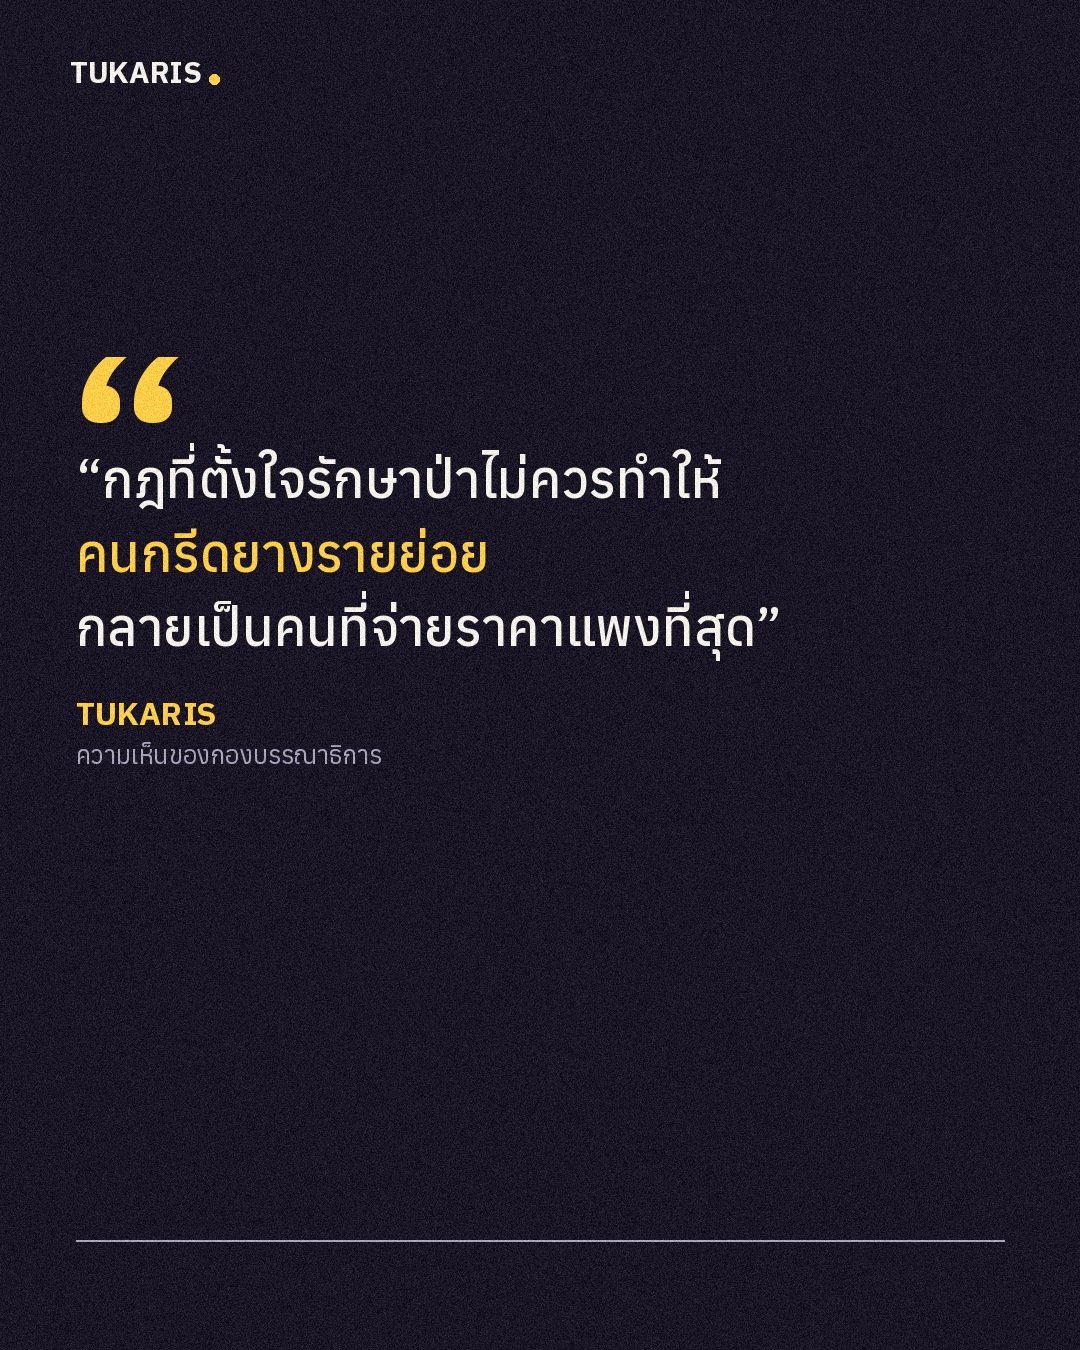 TUKARIS
“กฎที่ตั้งใจรักษาป่าไม่ควรทำให้
คนกรีดยางรายย่อย
กลายเป็นคนที่จ่ายราคาแพงที่สุด”
TUKARIS
ความเห็นของกองบรรณาธิการ